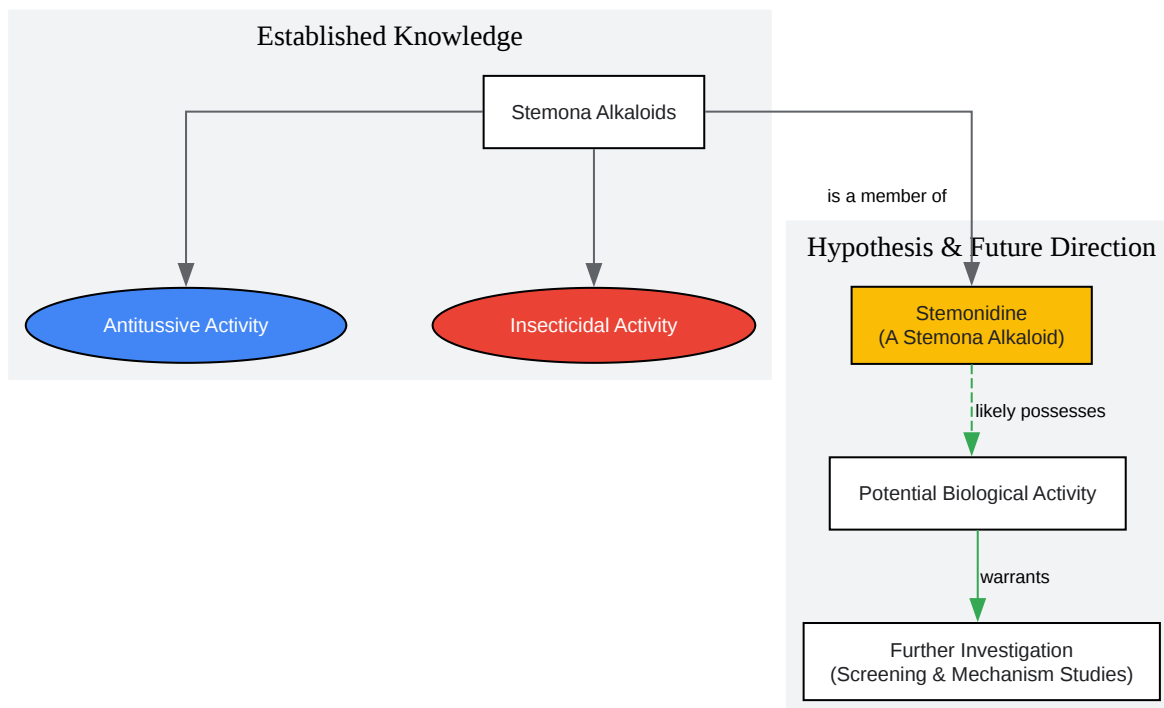 Established Knowledge
Stemona Alkaloids
is a member of
Antitussive Activity
Insecticidal Activity
Hypothesis & Future Direction
Stemonidine
(A Stemona Alkaloid)
likely possesses
Potential Biological Activity
warrants
Further Investigation
(Screening & Mechanism Studies)